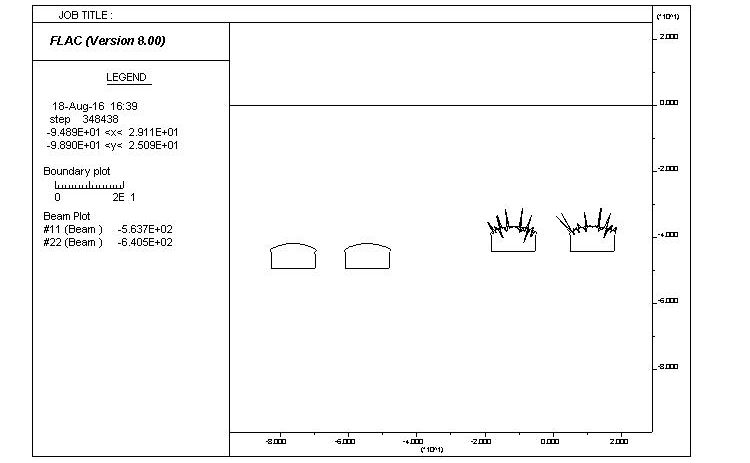 JOB TITLE :
FLAC (Version 8.00)
LEGEND
18-Aug-16 16:39
step 348438
-9.489E+01 <x< 2.911E+01
-9.890E+01 <y< 2.509E+01
Boundary plot
0 2E 1
Beam Plot
#11 (Beam ) -5.637E+02
#22 (Beam ) -6.405E+02
(*10^1)
2.000
0.000
-2.000
-4.000
-6.000
-8.000
-8.000 -6.000 -4.000 -2.000 0.000 2.000
(*10^1)